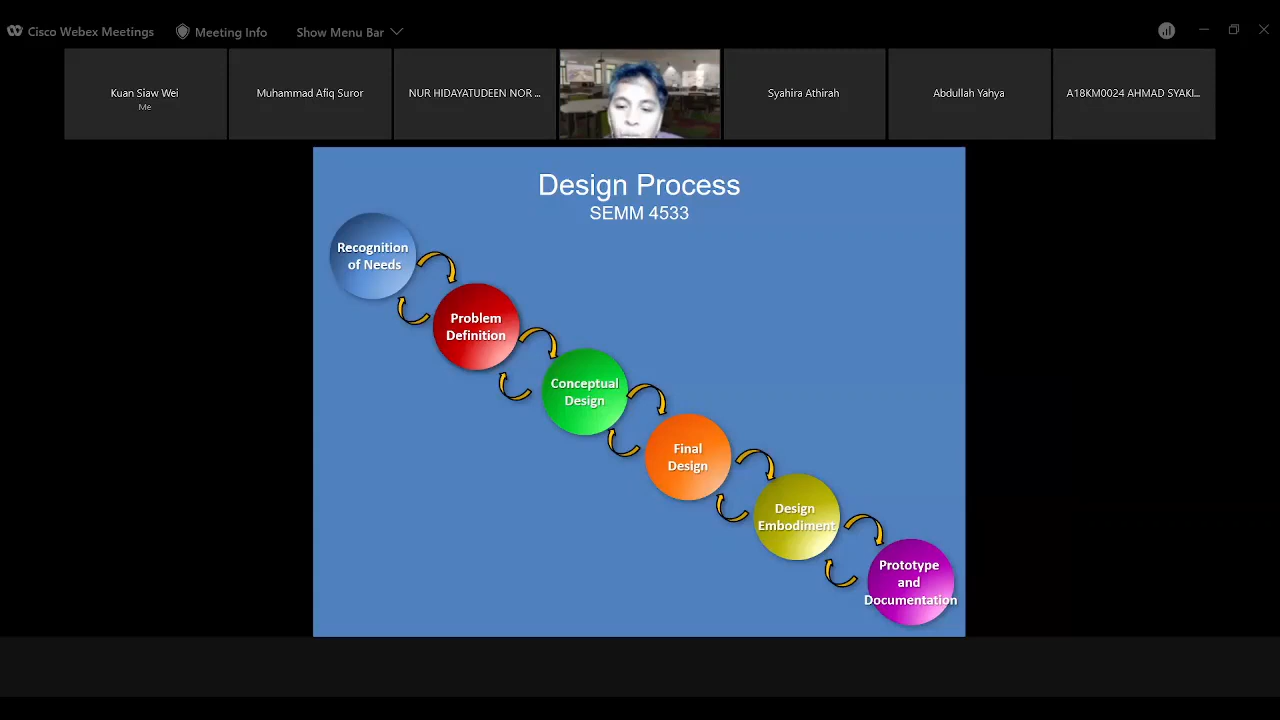 Cisco Webex Meetings
Meeting Info
Show Menu Bar
Kuan Siaw Wei
Me
Muhammad Afiq Suror
NUR HIDAYATUDEEN NOR ...
Syahira Athirah
Abdullah Yahya
A18KM0024 AHMAD SYAKI...
Design Process
SEMM 4533
Recognition
of Needs
Problem
Definition
Conceptual
Design
Final
Design
Design
Embodiment
Prototype
and
Documentation